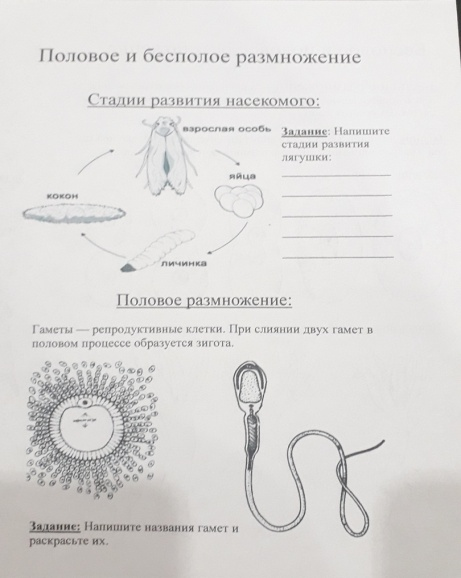 Половое и бесполое размножение
Стадии развития насекомого:
взрослая особь
яйца
личинка
кокон
Задание: Напишите
стадии развития
лягушки:
Половое размножение:
Гаметы — репродуктивные клетки. При слиянии двух гамет в
половом процессе образуется зигота.
Задание: Напишите названия гамет и
раскрасьте их.